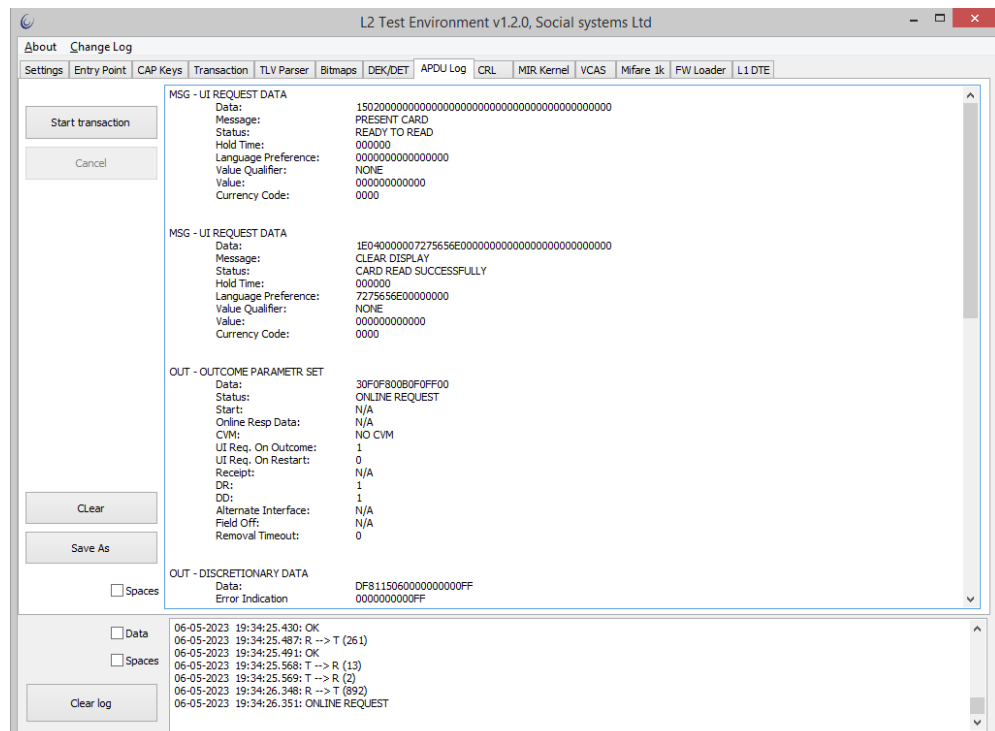 L2 Test Environment v1.2.0, Social systems Ltd
About Change Log
Settings Entry Point CAP Keys Transaction TLV Parser Bitmaps DEK/DET APDU Log CRL MIR Kernel VCAS Mifare 1k FW Loader L1 DTE
Start transaction
Cancel
CLear
Save As
Spaces
MSG - UI REQUEST DATA
Data: 15020000000000000000000000000000000000000000
Message: PRESENT CARD
Status: READY TO READ
Hold Time: 000000
Language Preference: 0000000000000000
Value Qualifier: NONE
Value: 000000000000
Currency Code: 0000
MSG - UI REQUEST DATA
Data: 1E040000007275656E00000000000000000000000000
Message: CLEAR DISPLAY
Status: CARD READ SUCCESSFULLY
Hold Time: 000000
Language Preference: 7275656E00000000
Value Qualifier: NONE
Value: 000000000000
Currency Code: 0000
OUT - OUTCOME PARAMETR SET
Data: 30F0F800B0F0FF00
Status: ONLINE REQUEST
Start: N/A
Online Resp Data: N/A
CVM: NO CVM
UI Req. On Outcome: 1
UI Req. On Restart: 0
Receipt: N/A
DR: 1
DD: 1
Alternate Interface: N/A
Field Off: N/A
Removal Timeout: 0
OUT - DISCRETIONARY DATA
Data: DF8115060000000000FF
Error Indication 0000000000FF
Data
Spaces
Clear log
06-05-2023 19:34:25.430: OK
06-05-2023 19:34:25.487: R --> T (261)
06-05-2023 19:34:25.491: OK
06-05-2023 19:34:25.568: T --> R (13)
06-05-2023 19:34:25.569: T --> R (2)
06-05-2023 19:34:26.348: R --> T (892)
06-05-2023 19:34:26.351: ONLINE REQUEST